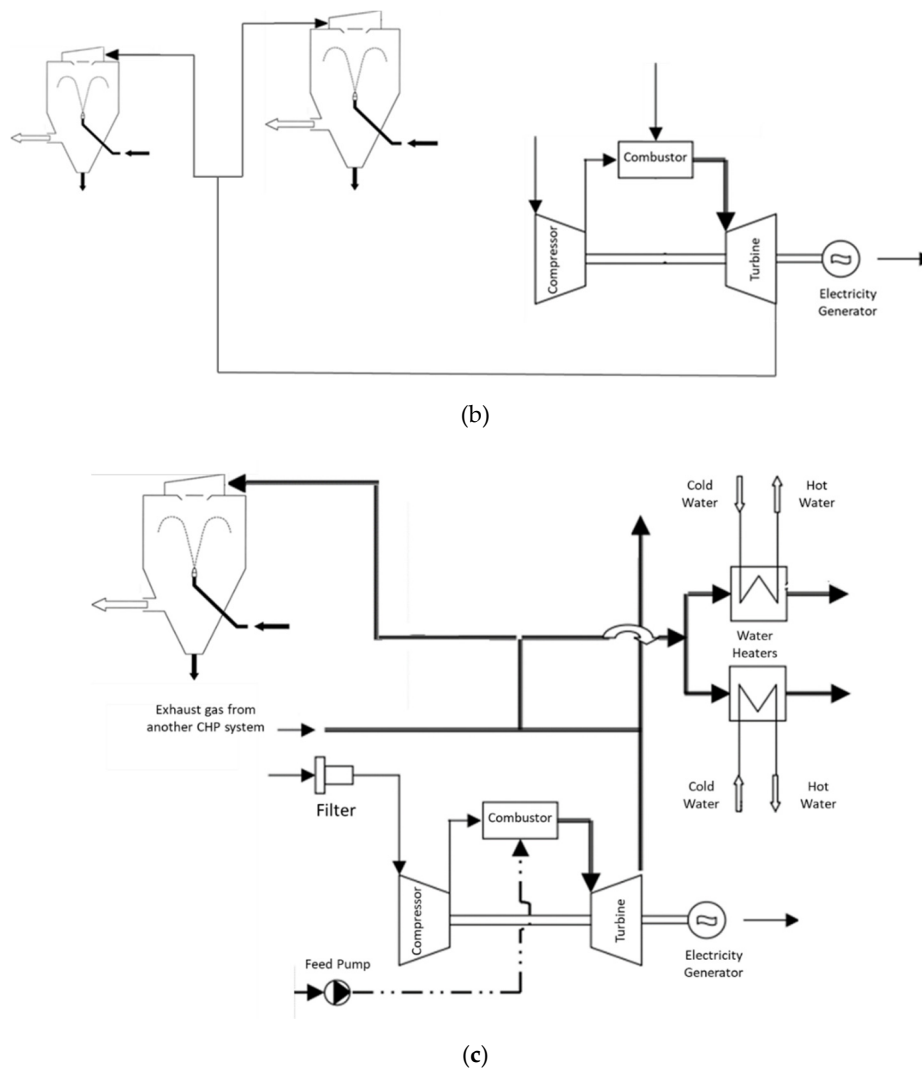 Combustor
Compressor
Turbine
Electricity
Generator
(b)
Cold
Water
Hot
Water
Water
Heaters
Exhaust gas from
another CHP system
Cold
Water
Hot
Water
Filter
Combustor
Compressor
Turbine
Feed Pump
Electricity
Generator
(c)